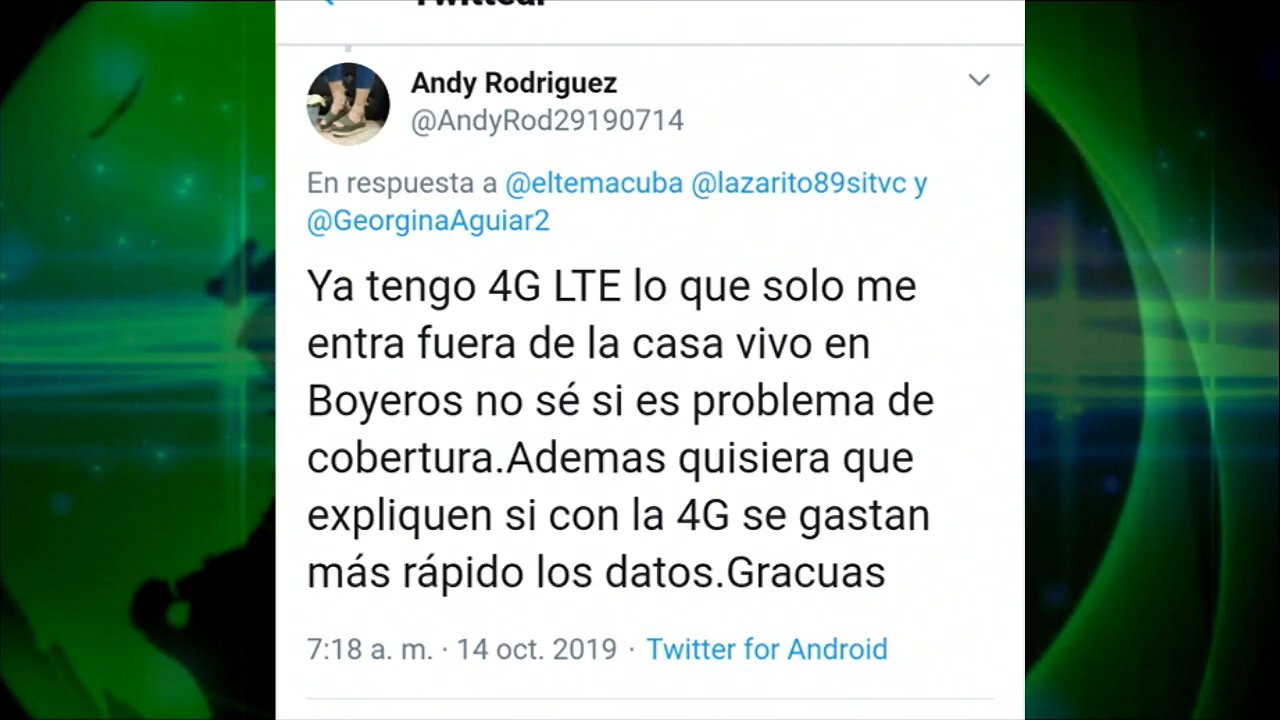 Andy Rodriguez
@AndyRod29190714
En respuesta a @eltemacuba @lazarito89sitvc y
@GeorginaAguiar2
Ya tengo 4G LTE lo que solo me
entra fuera de la casa vivo en
Boyeros no sé si es problema de
cobertura.Ademas quisiera que
expliquen si con la 4G se gastan
más rápido los datos.Gracuas
7:18 a. m. · 14 oct. 2019 · Twitter for Android